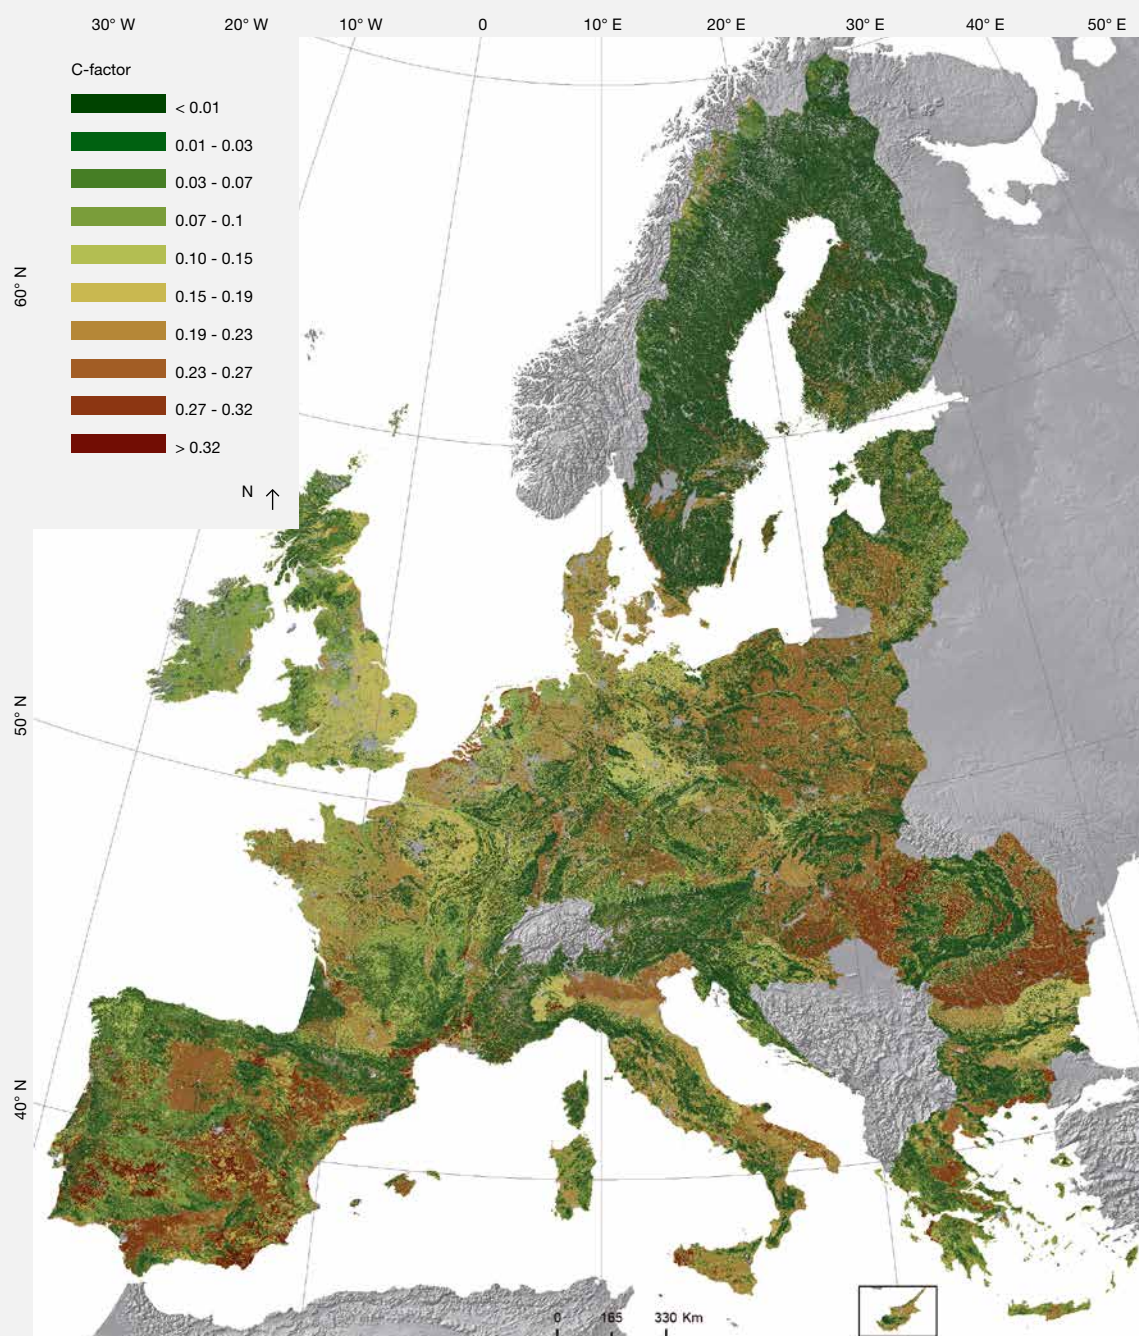 30° W 20° W 10° W 0 10° E 20° E 30° E 40° E 50° E
C-factor
< 0.01
0.01 - 0.03
0.03 - 0.07
0.07 - 0.1
0.10 - 0.15
0.15 - 0.19
0.19 - 0.23
0.23 - 0.27
0.27 - 0.32
> 0.32
N
60° N
50° N
40° N
0 165 330 Km